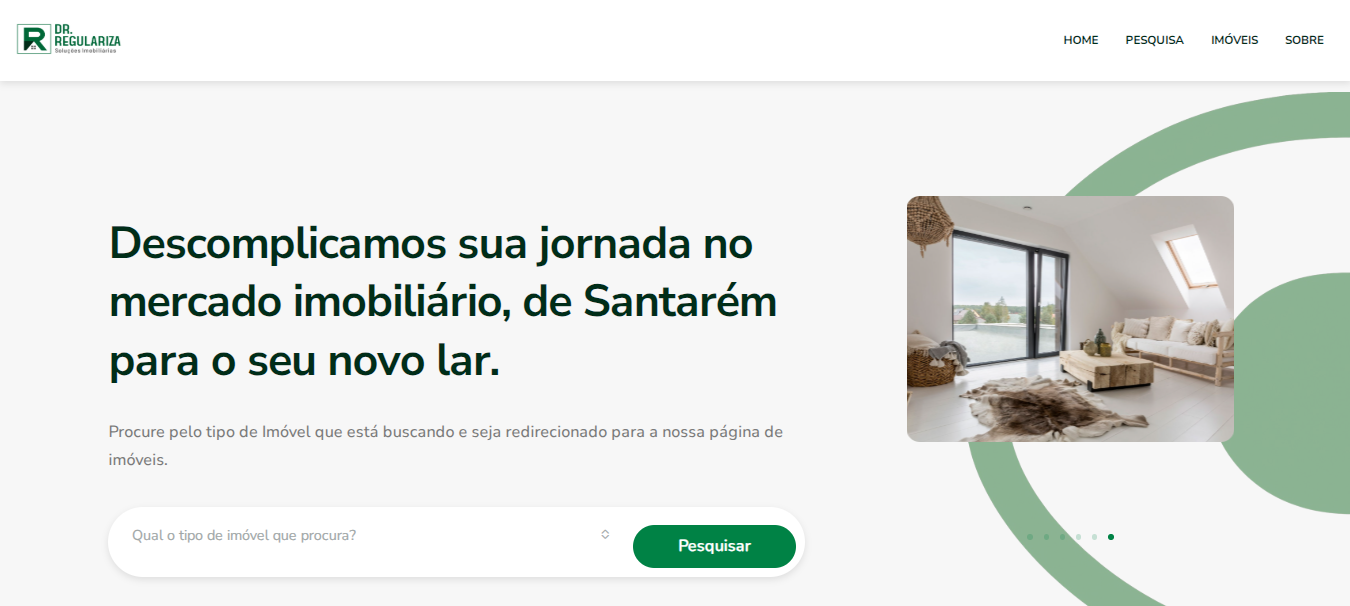 DR.
REGULARIZA
Soluções Imobiliárias
HOME PESQUISA IMÓVEIS SOBRE
Descomplicamos sua jornada no
mercado imobiliário, de Santarém
para o seu novo lar.
Procure pelo tipo de Imóvel que está buscando e seja redirecionado para a nossa página de
imóveis.
Qual o tipo de imóvel que procura?
Pesquisar